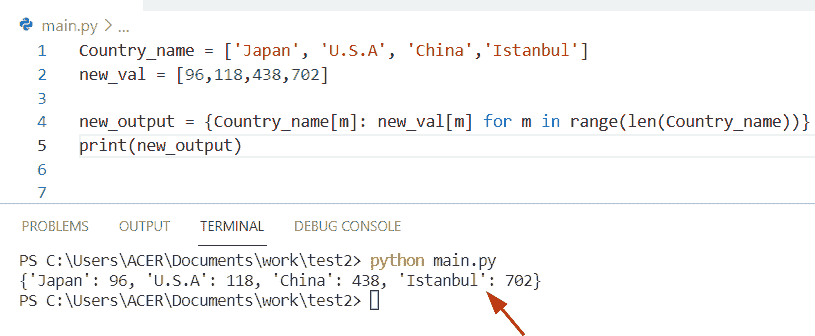 main.py > ...
1 Country_name = ['Japan', 'U.S.A', 'China','Istanbul']
2 new_val = [96,118,438,702]
3
4 new_output = {Country_name[m]: new_val[m] for m in range(len(Country_name))}
5 print(new_output)
6
7
PROBLEMS OUTPUT TERMINAL DEBUG CONSOLE
PS C:\Users\ACER\Documents\work\test2> python main.py
{'Japan': 96, 'U.S.A': 118, 'China': 438, 'Istanbul': 702}
PS C:\Users\ACER\Documents\work\test2>